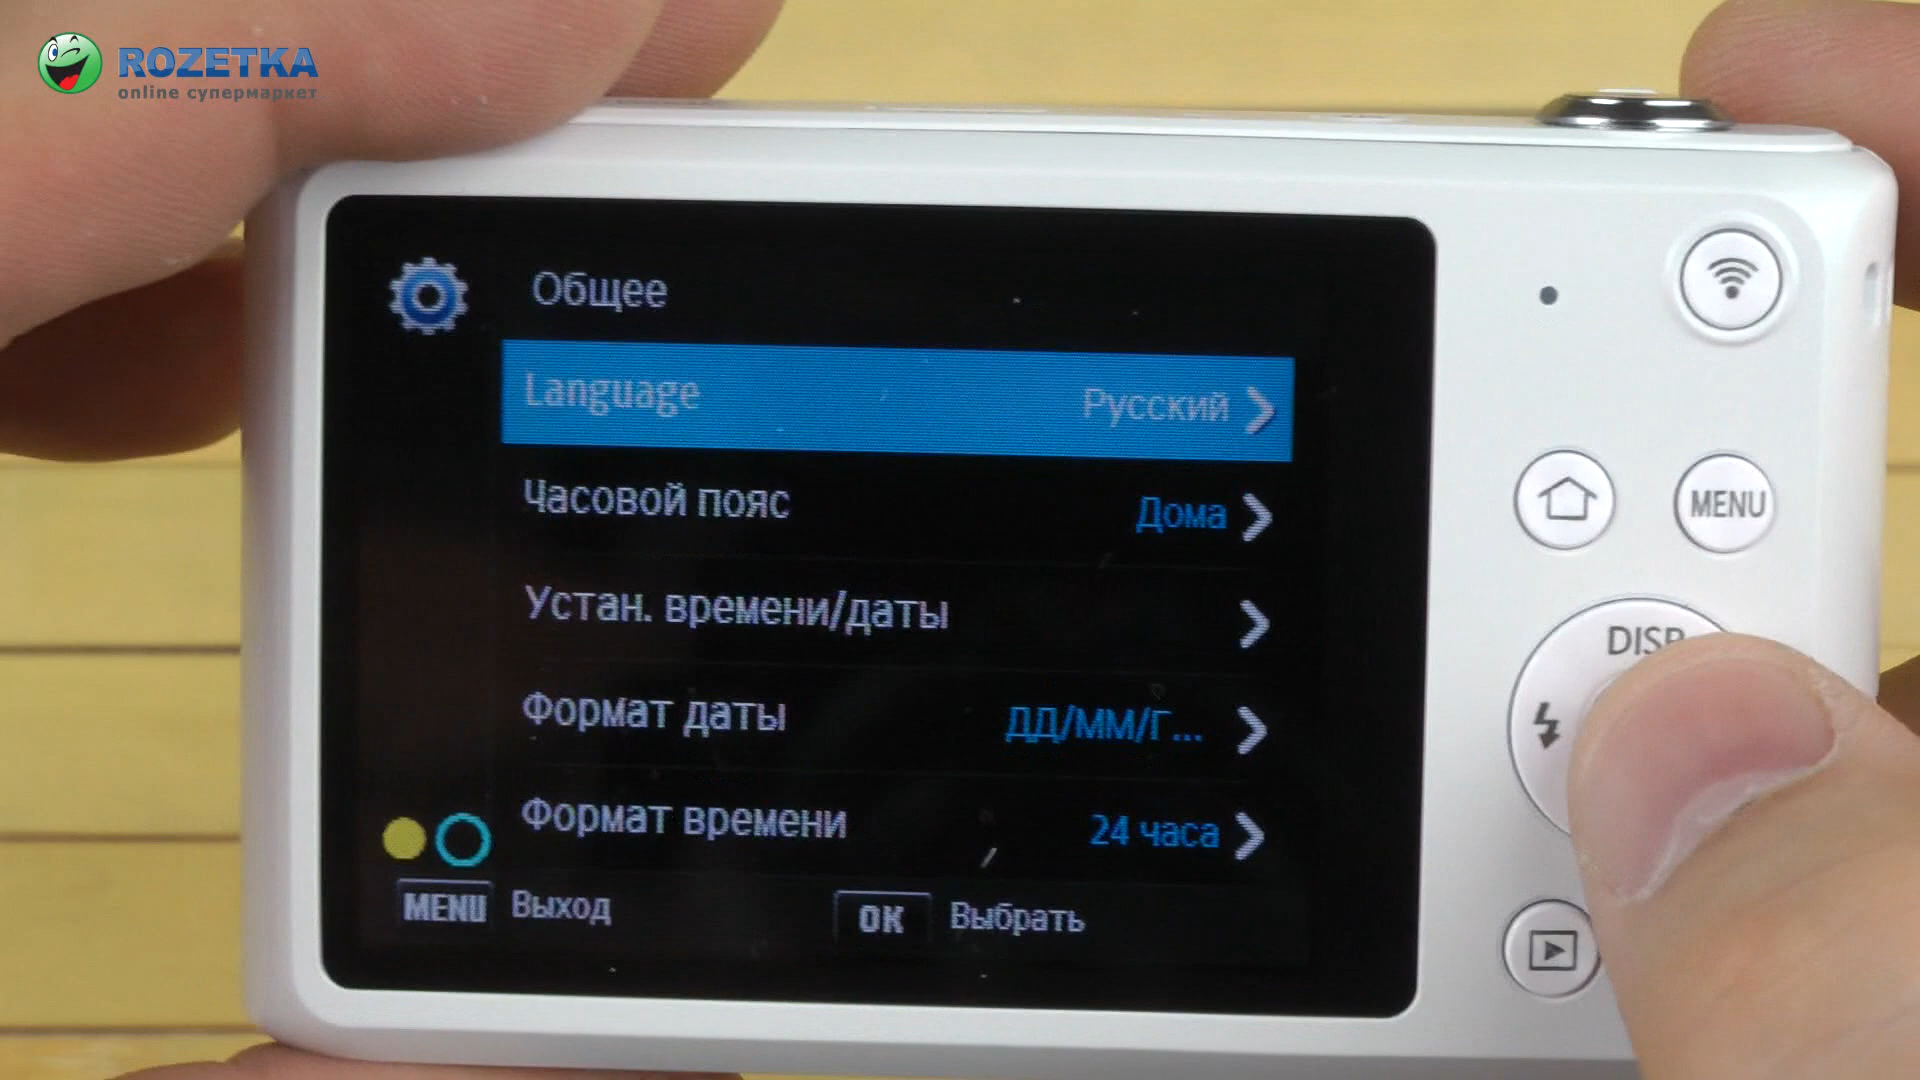 ROZETKA
online супермаркет
Общее
Language Русский
Часовой пояс Дома
Устан. времени/даты
Формат даты ДД/ММ/Г...
Формат времени 24 часа
MENU Выход OK Выбрать
MENU
DISP